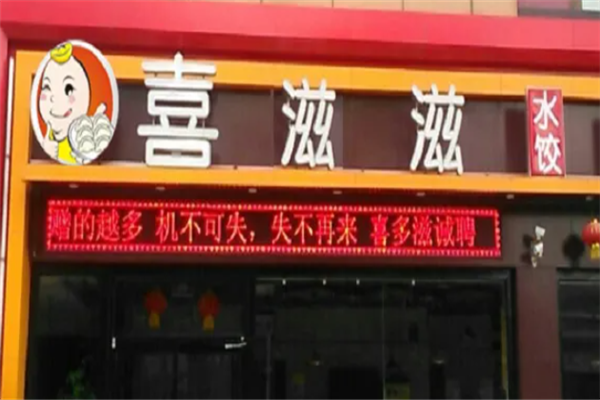 喜滋滋
水饺
赠的越多 机不可失，失不再来 喜多滋诚聘